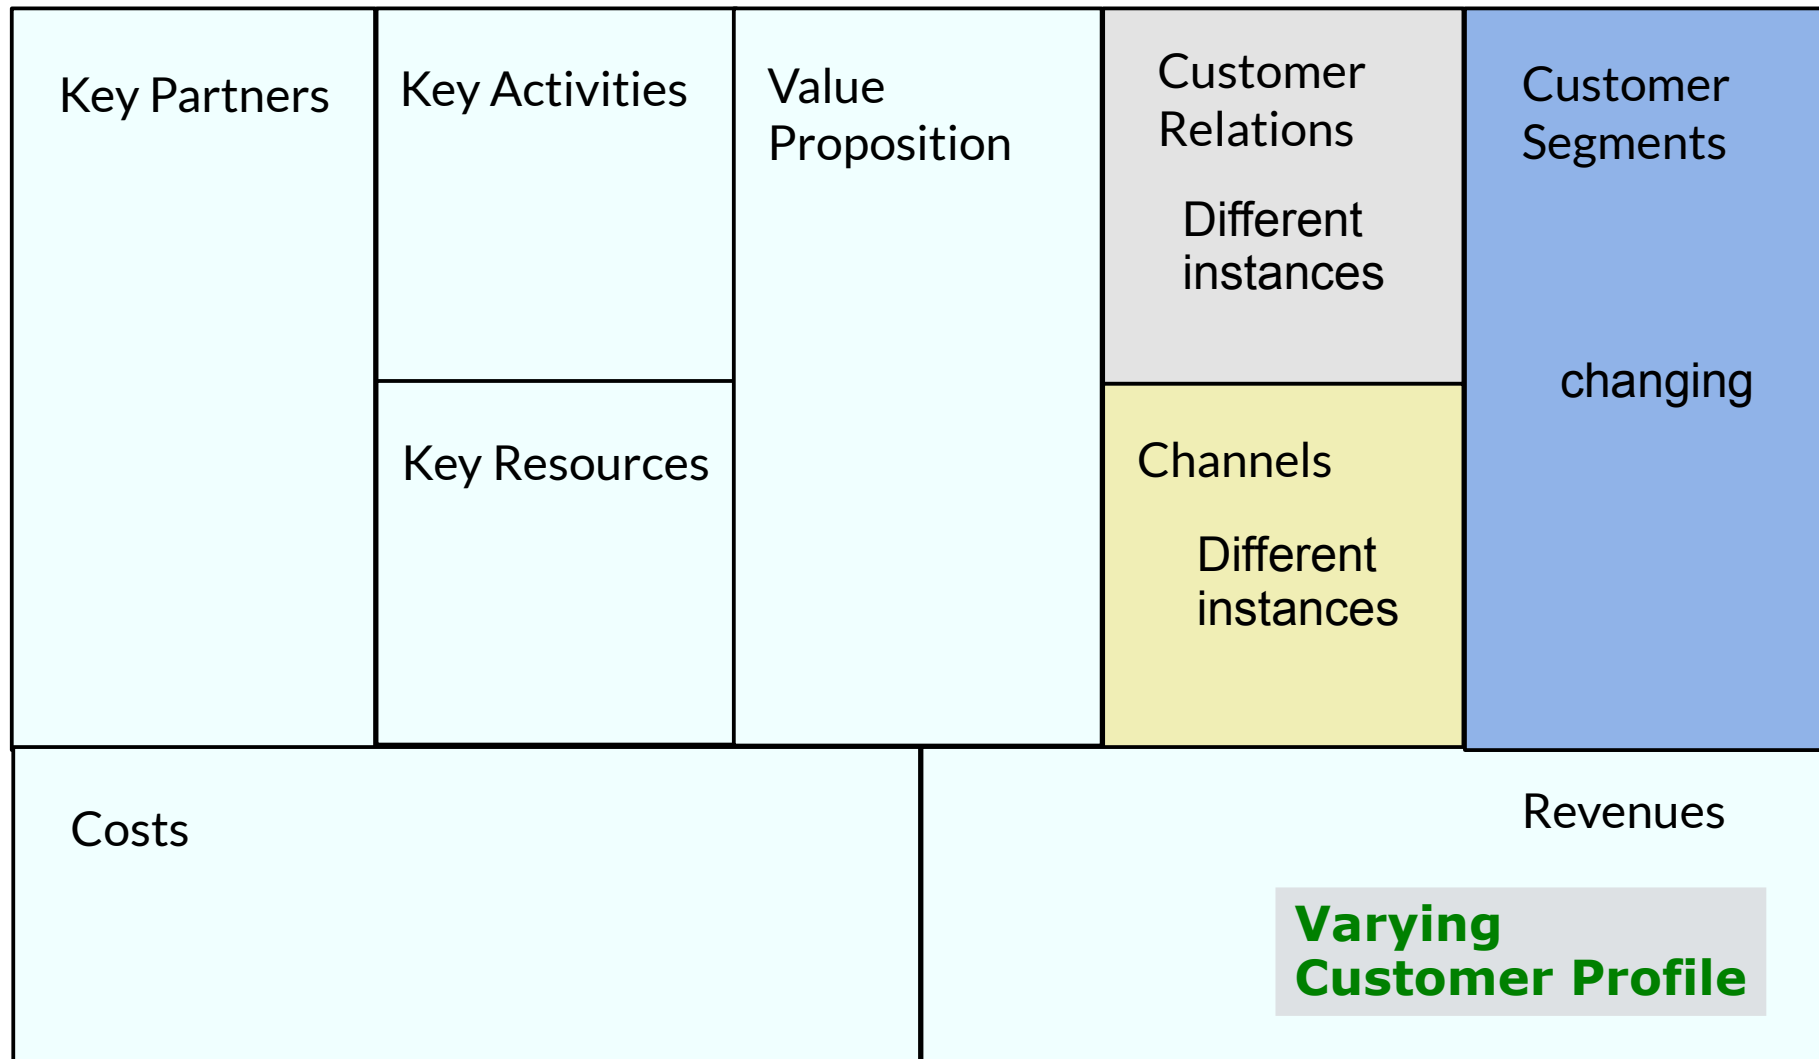 Key Partners
Key Activities
Key Resources
Value
Proposition
Customer
Relations
Different
instances
Channels
Different
instances
Customer
Segments
changing
Costs
Revenues
Varying
Customer Profile